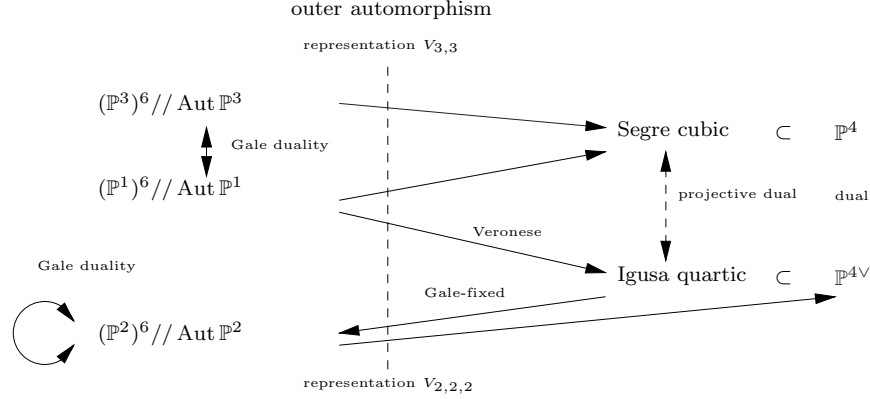 outer automorphism
representation V_{3,3}
(ℙ³)⁶// Aut ℙ³
Segre cubic ⊂ ℙ⁴
Gale duality
(ℙ¹)⁶// Aut ℙ¹
projective dual dual
Veronese
Gale duality
Igusa quartic ⊂ ℙ⁴∨
Gale-fixed
(ℙ²)⁶// Aut ℙ²
representation V_{2,2,2}